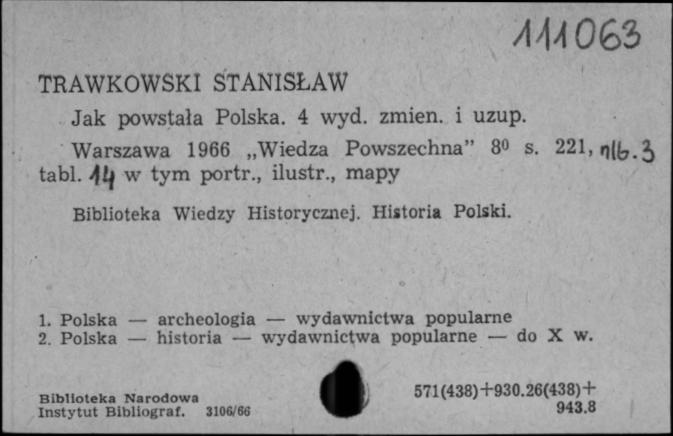 111063
TRAWKOWSKI STANISŁAW
Jak powstała Polska. 4 wyd. zmien. i uzup.
Warszawa 1966 „Wiedza Powszechna” 8⁰ s. 221, nlb. 3
tabl. 14 w tym portr., ilustr., mapy
Biblioteka Wiedzy Historycznej. Historia Polski.
1. Polska — archeologia — wydawnictwa popularne
2. Polska — historia — wydawnictwa popularne — do X w.
571(438)+930.26(438)+
943.8
Biblioteka Narodowa
Instytut Bibliograf. 3106/66